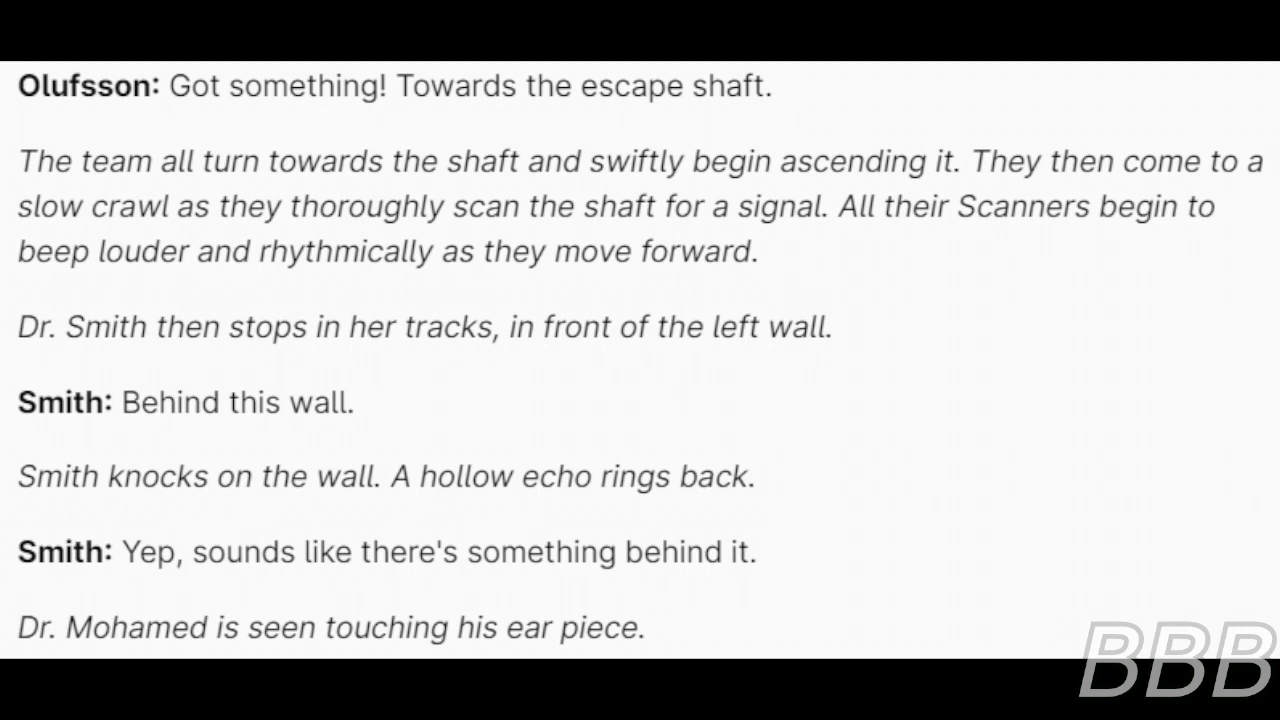 Olufsson: Got something! Towards the escape shaft.
The team all turn towards the shaft and swiftly begin ascending it. They then come to a
slow crawl as they thoroughly scan the shaft for a signal. All their Scanners begin to
beep louder and rhythmically as they move forward.
Dr. Smith then stops in her tracks, in front of the left wall.
Smith: Behind this wall.
Smith knocks on the wall. A hollow echo rings back.
Smith: Yep, sounds like there's something behind it.
Dr. Mohamed is seen touching his ear piece.
BBB